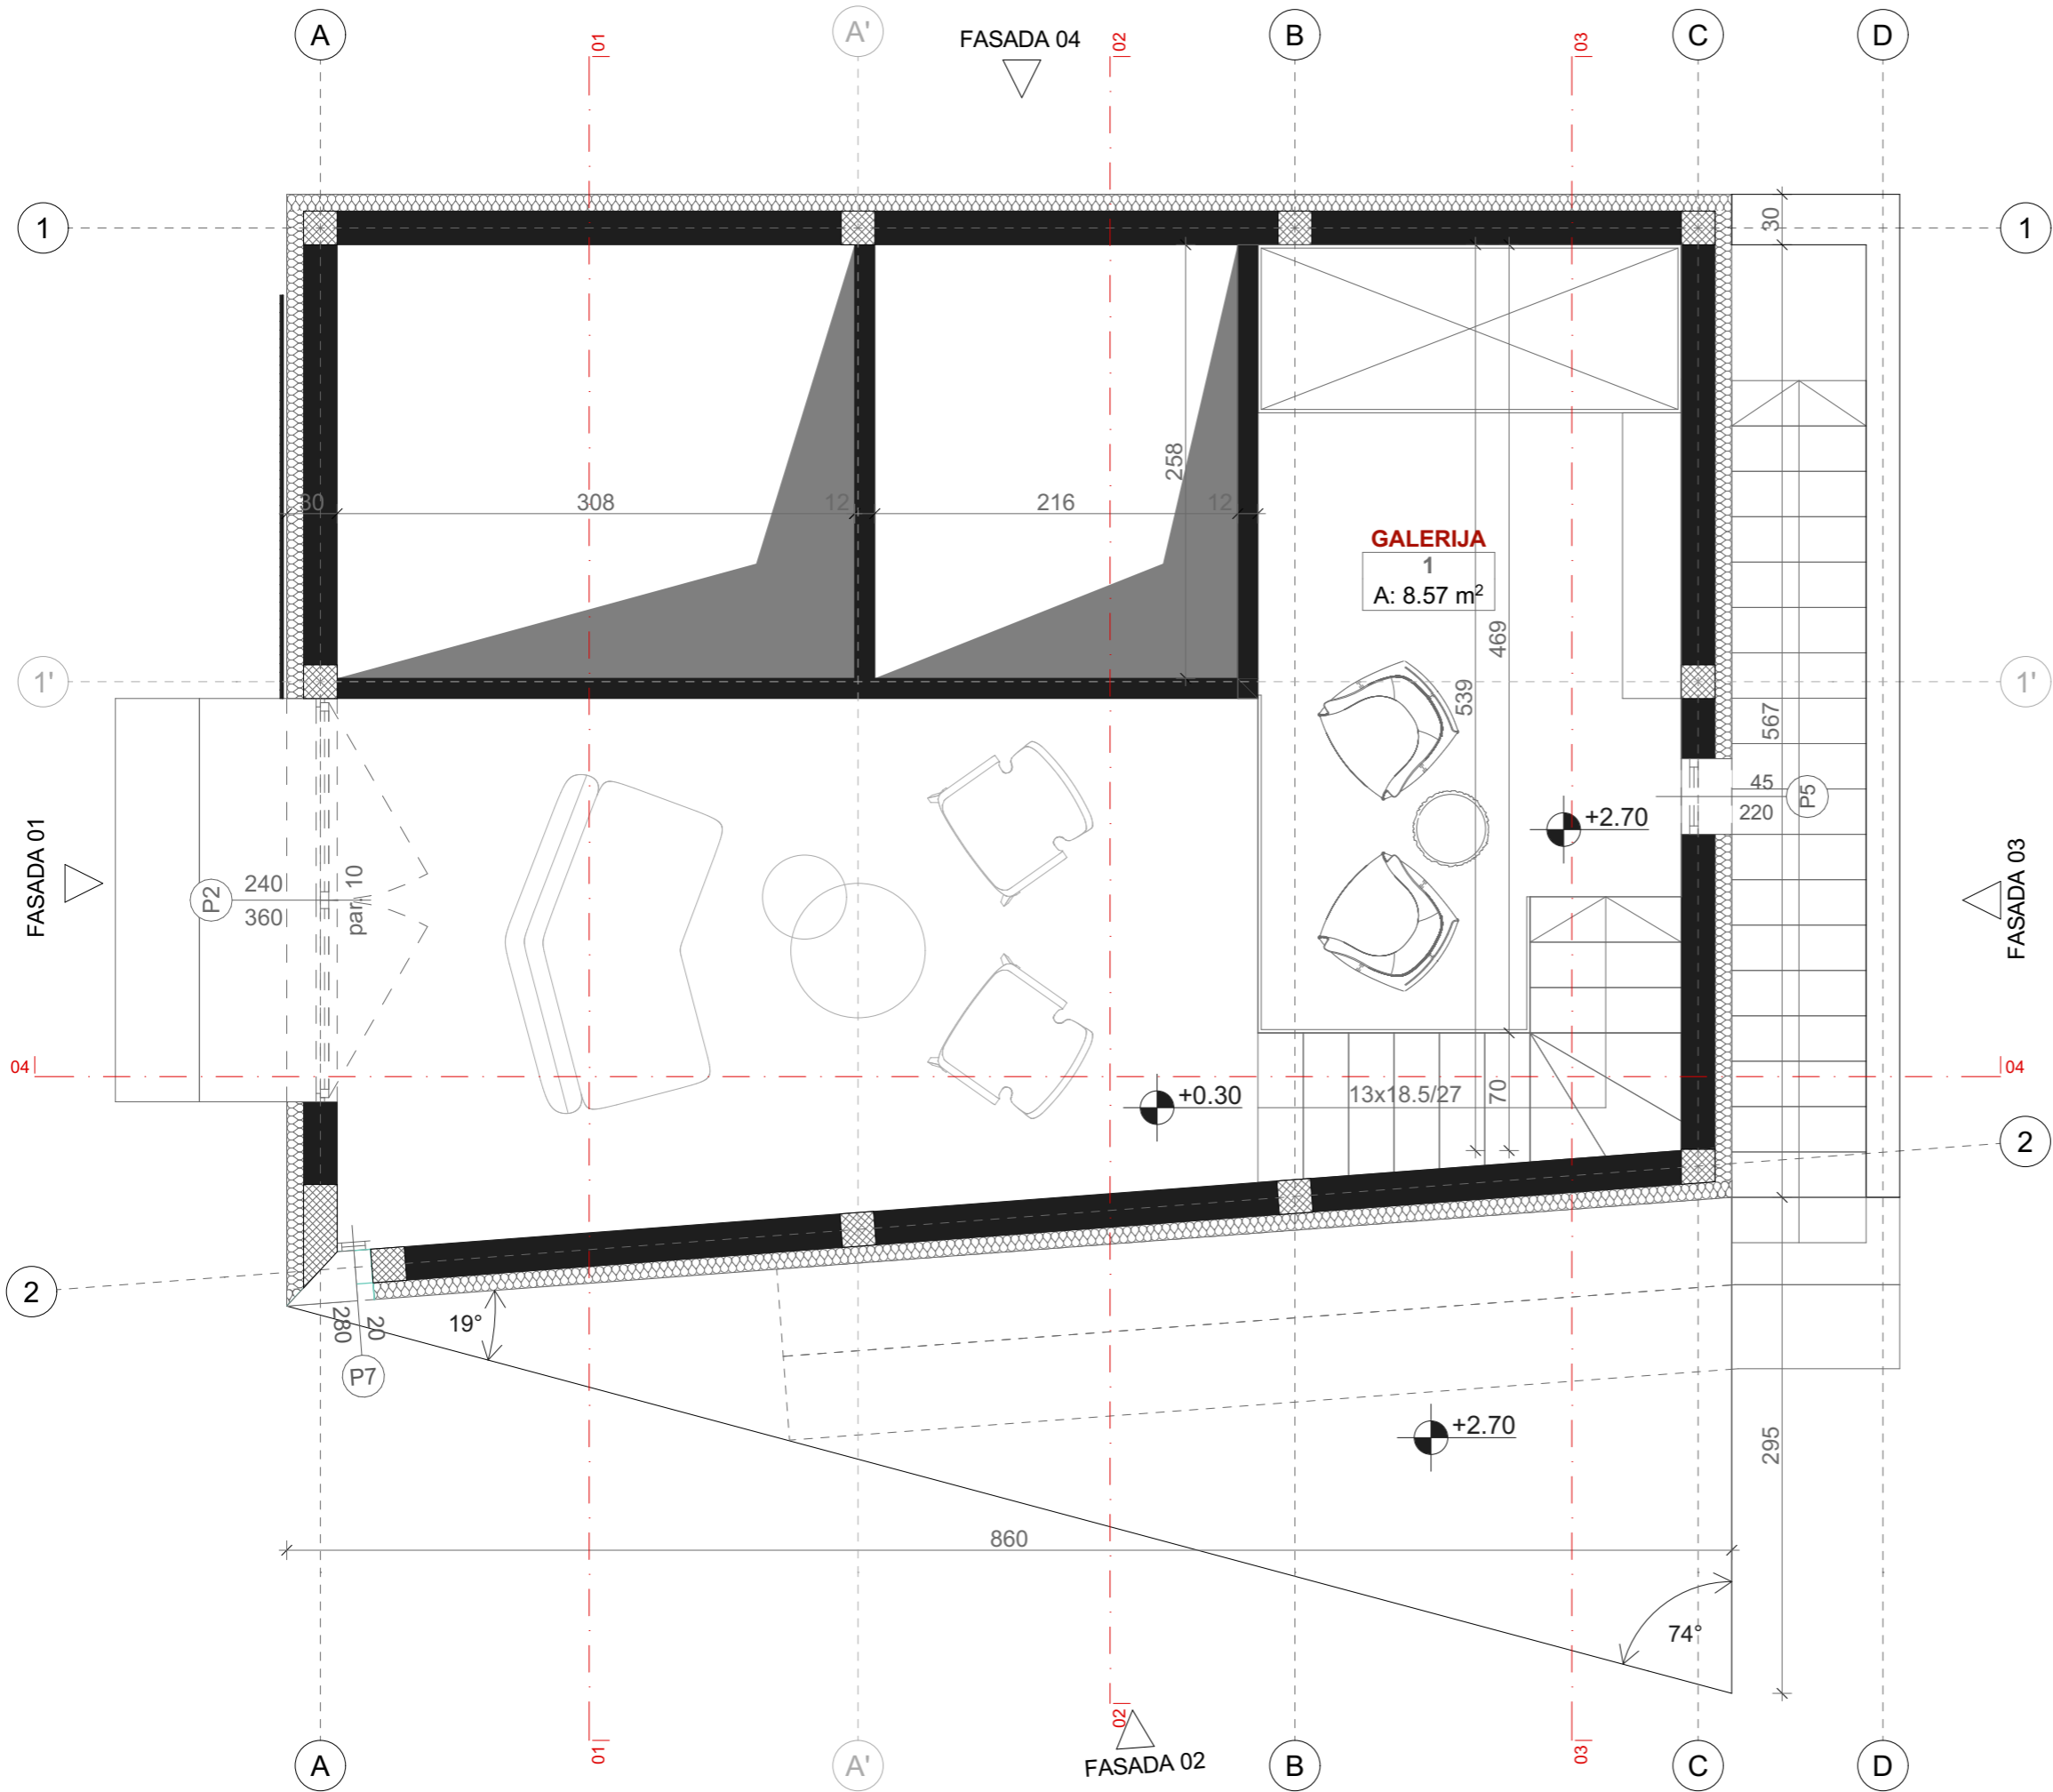 A
A'
B
C
D
01
02
03
FASADA 04
1
1
30
30
308
12
216
12
258
GALERIJA
1
A: 8.57 m²
469
539
567
1'
1'
45
220
P5
+2.70
FASADA 01
P2
240
360
par. 10
FASADA 03
04
04
+0.30
13x18.5/27
70
2
2
280
20
P7
19°
+2.70
295
860
74°
01
02
03
FASADA 02
A
A'
B
C
D